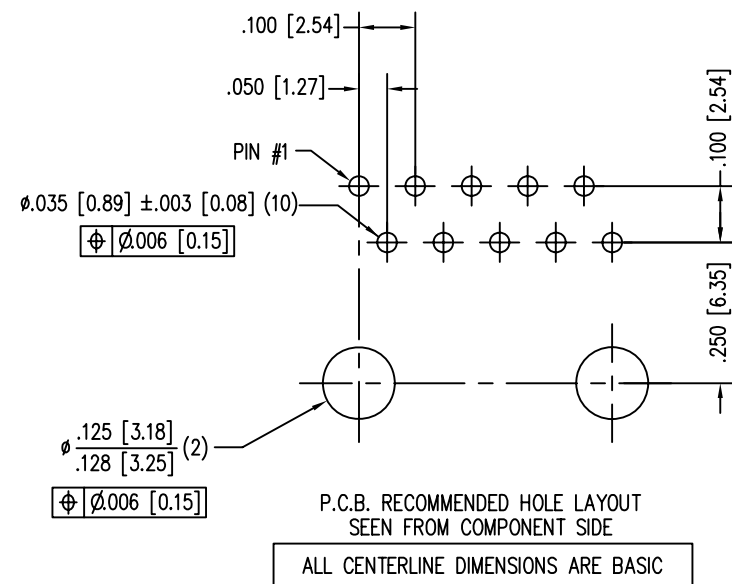 .100 [2.54]
.050 [1.27]
PIN #1
.100 [2.54]
⌀.035 [0.89] ±.003 [0.08] (10)
⌖ ⌀.006 [0.15]
.250 [6.35]
⌀ .125 [3.18]
.128 [3.25] (2)
⌖ ⌀.006 [0.15]
P.C.B. RECOMMENDED HOLE LAYOUT
SEEN FROM COMPONENT SIDE
ALL CENTERLINE DIMENSIONS ARE BASIC